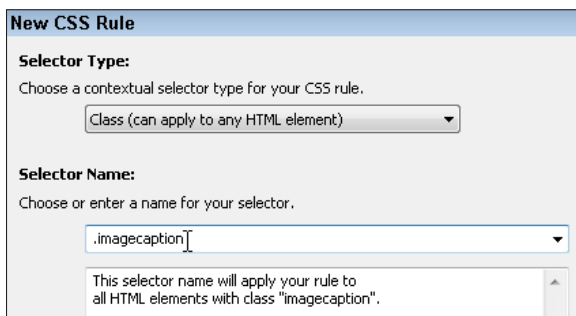 New CSS Rule
Selector Type:
Choose a contextual selector type for your CSS rule.
Class (can apply to any HTML element)
Selector Name:
Choose or enter a name for your selector.
.imagecaption
This selector name will apply your rule to
all HTML elements with class "imagecaption".